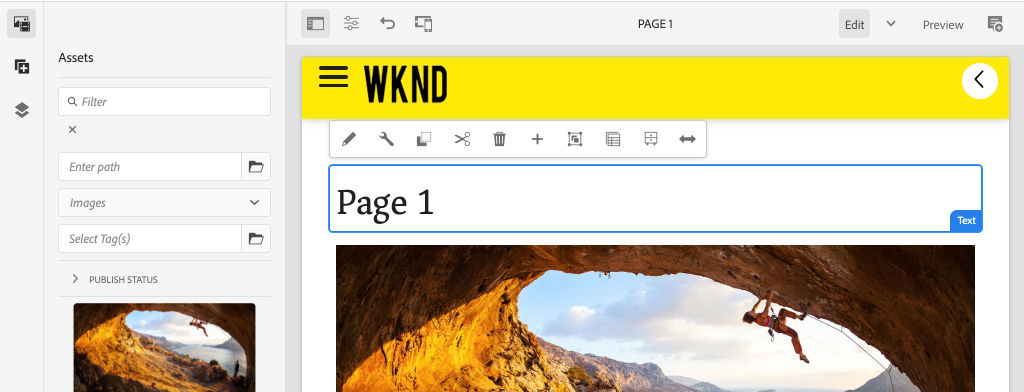 PAGE 1
Edit
Preview
Assets
Filter
Enter path
Images
Select Tag(s)
PUBLISH STATUS
WKND
Page 1
Text